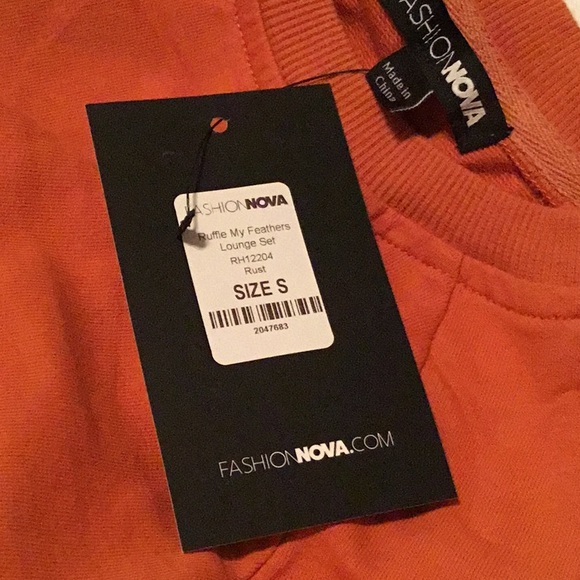 FASHIONNOVA
Made in
China
FASHIONNOVA
Ruffle My Feathers
Lounge Set
RH12204
Rust
SIZE S
2047683
FASHIONNOVA.COM